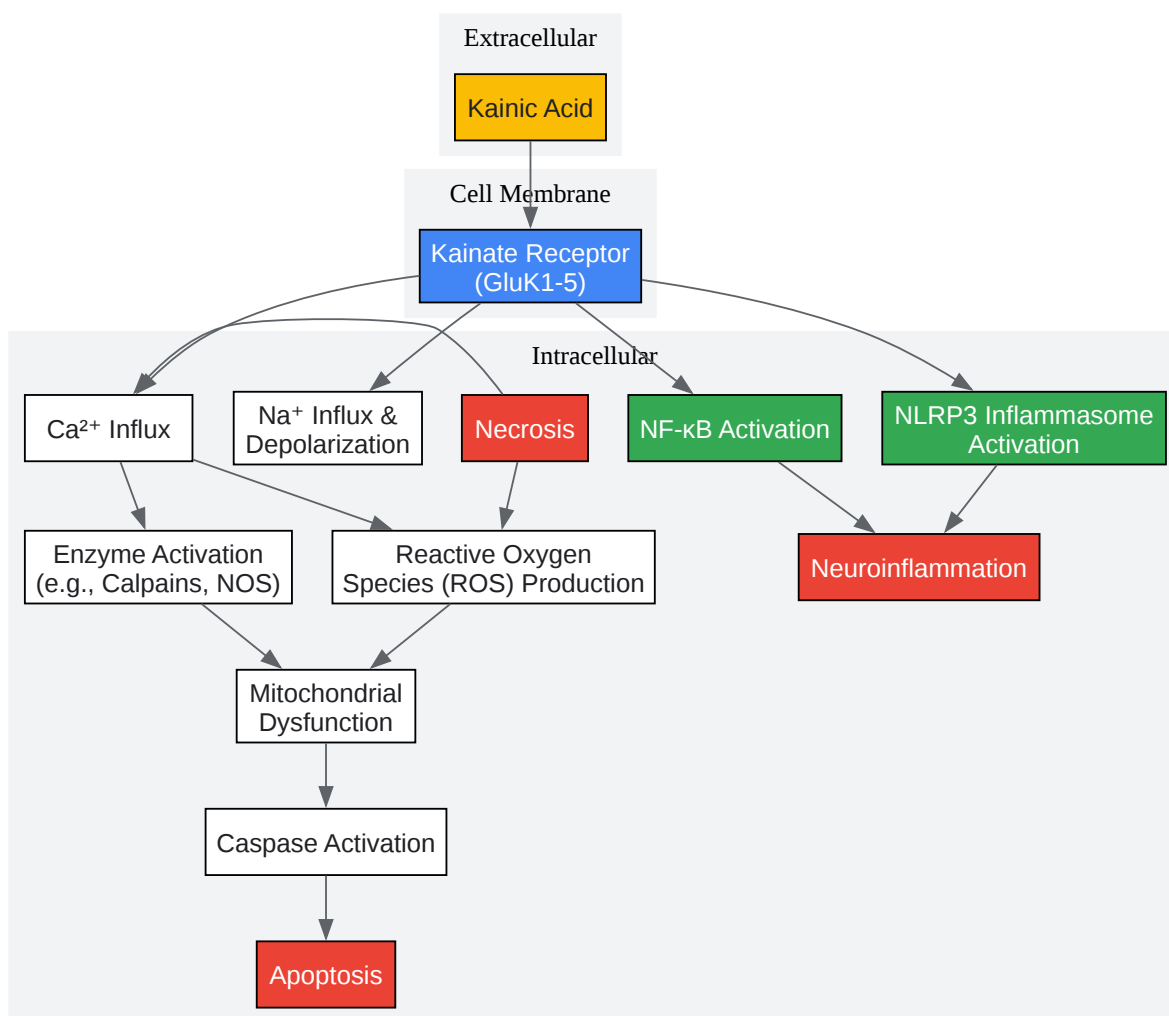 Extracellular
Kainic Acid
Cell Membrane
Kainate Receptor
(GluK1-5)
Intracellular
Ca²⁺ Influx
Na⁺ Influx &
Depolarization
Necrosis
NF-κB Activation
NLRP3 Inflammasome
Activation
Enzyme Activation
(e.g., Calpains, NOS)
Reactive Oxygen
Species (ROS) Production
Neuroinflammation
Mitochondrial
Dysfunction
Caspase Activation
Apoptosis